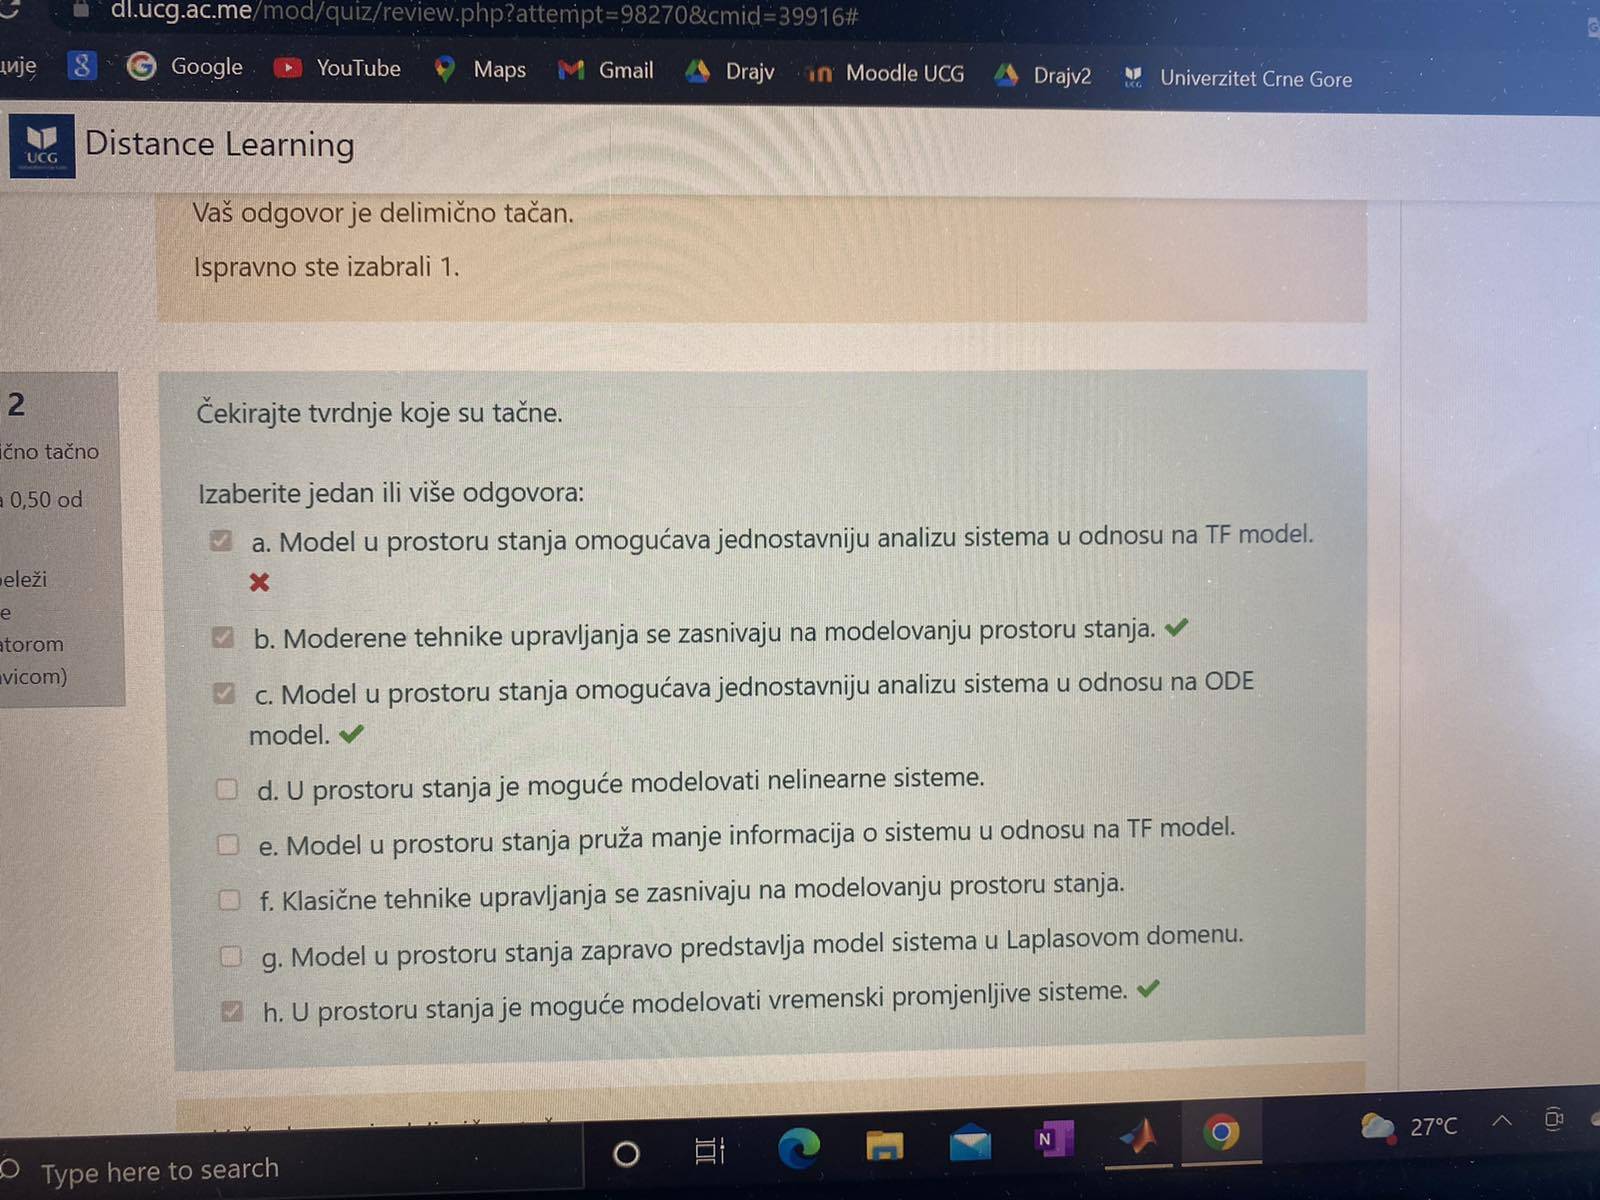 dl.ucg.ac.me/mod/quiz/review.php?attempt=98270&cmid=39916#
Google YouTube Maps Gmail Drajv Moodle UCG Drajv2 Univerzitet Crne Gore
UCG
Distance Learning
Vaš odgovor je delimično tačan.
Ispravno ste izabrali 1.
2
ično tačno
a 0,50 od
eleži
e
atorom
vicom)
Čekirajte tvrdnje koje su tačne.
Izaberite jedan ili više odgovora:
a. Model u prostoru stanja omogućava jednostavniju analizu sistema u odnosu na TF model.
b. Moderene tehnike upravljanja se zasnivaju na modelovanju prostoru stanja.
c. Model u prostoru stanja omogućava jednostavniju analizu sistema u odnosu na ODE
model.
d. U prostoru stanja je moguće modelovati nelinearne sisteme.
e. Model u prostoru stanja pruža manje informacija o sistemu u odnosu na TF model.
f. Klasične tehnike upravljanja se zasnivaju na modelovanju prostoru stanja.
g. Model u prostoru stanja zapravo predstavlja model sistema u Laplasovom domenu.
h. U prostoru stanja je moguće modelovati vremenski promjenljive sisteme.
Type here to search
27°C